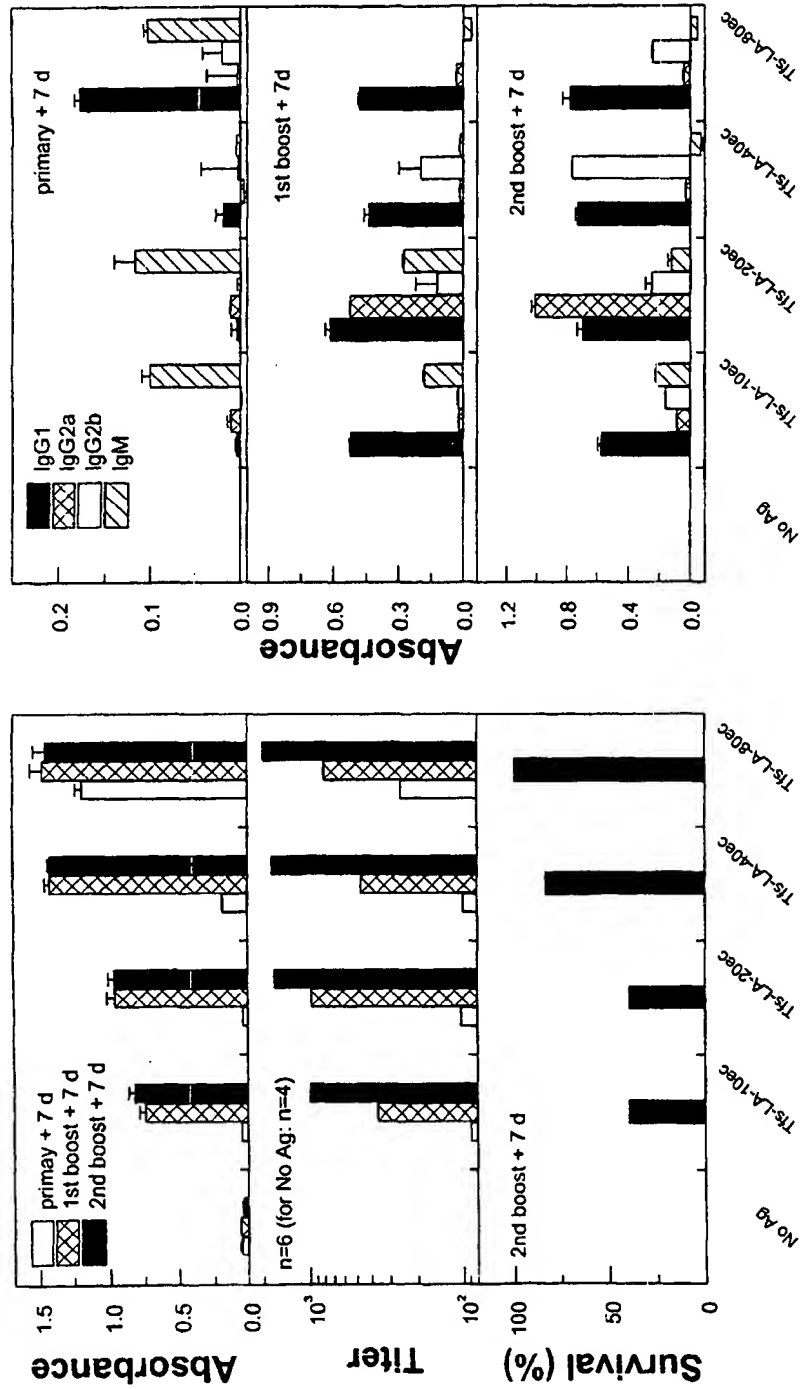 primay + 7 d
1st boost + 7 d
2nd boost + 7 d
1.5
1.0
0.5
0.0
Absorbance
n=6 (for No Ag: n=4)
10³
10²
Titer
2nd boost + 7 d
100
50
0
Survival (%)
No Ag
Tfs-LA-10ec
Tfs-LA-20ec
Tfs-LA-40ec
Tfs-LA-80ec
IgG1
IgG2a
IgG2b
IgM
primary + 7 d
0.2
0.1
0.0
1st boost + 7d
0.9
0.6
0.3
0.0
Absorbance
2nd boost + 7 d
1.2
0.8
0.4
0.0
No Ag
Tfs-LA-10ec
Tfs-LA-20ec
Tfs-LA-40ec
Tfs-LA-80ec